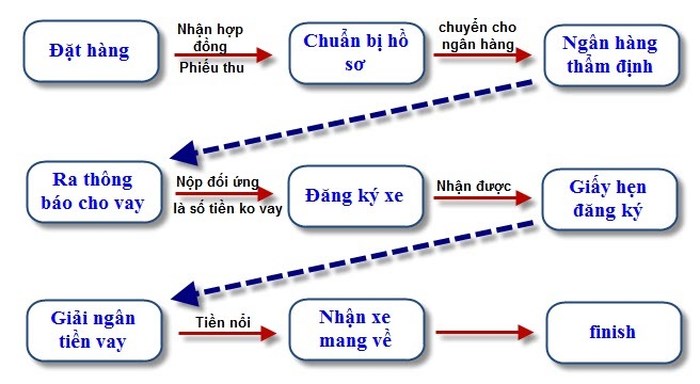 Đặt hàng
Nhận hợp
đồng
Phiếu thu
Chuẩn bị hồ
sơ
chuyển cho
ngân hàng
Ngân hàng
thẩm định
Ra thông
báo cho vay
Nộp đối ứng
là số tiền ko vay
Đăng ký xe
Nhận được
Giấy hẹn
đăng ký
Giải ngân
tiền vay
Tiền nổi
Nhận xe
mang về
finish